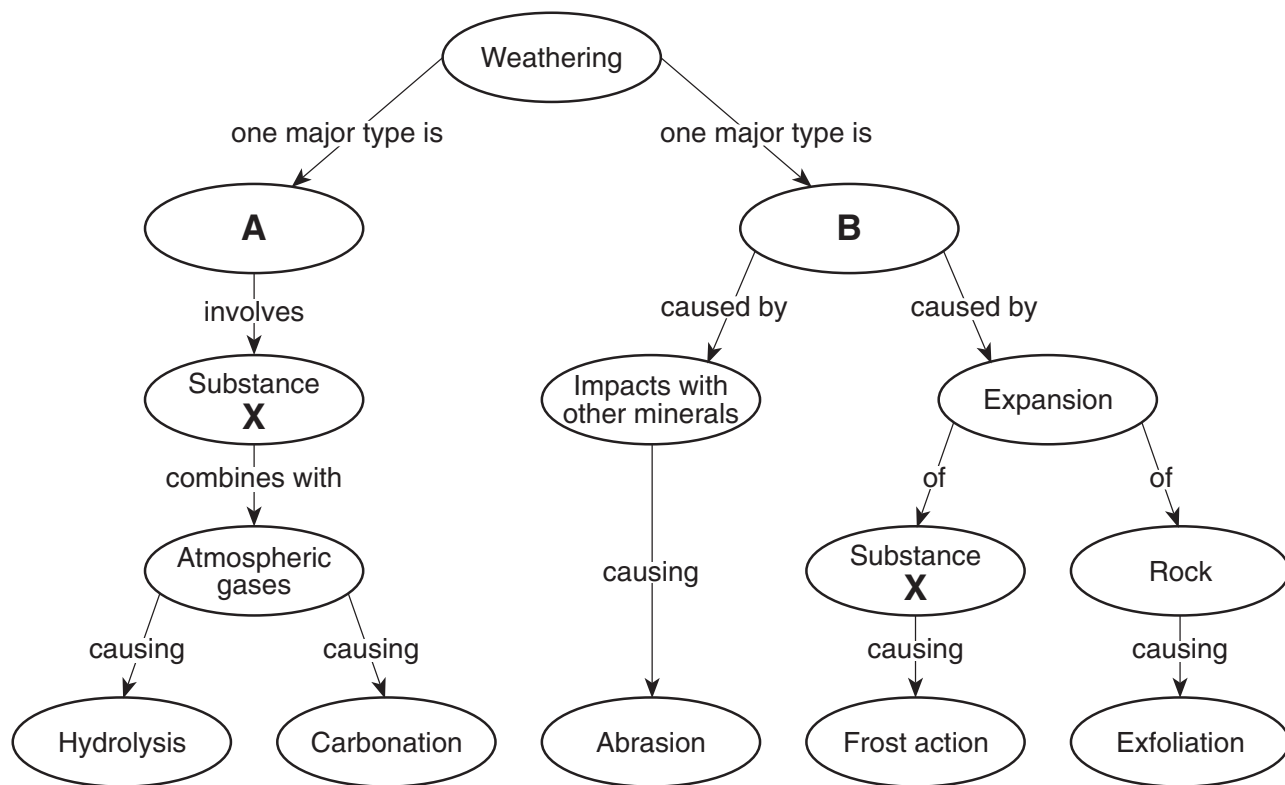 Weathering
one major type is
one major type is
A
B
involves
caused by
caused by
Substance
X
Impacts with
other minerals
Expansion
combines with
of
of
Atmospheric
gases
causing
Substance
X
Rock
causing
causing
causing
causing
Hydrolysis
Carbonation
Abrasion
Frost action
Exfoliation